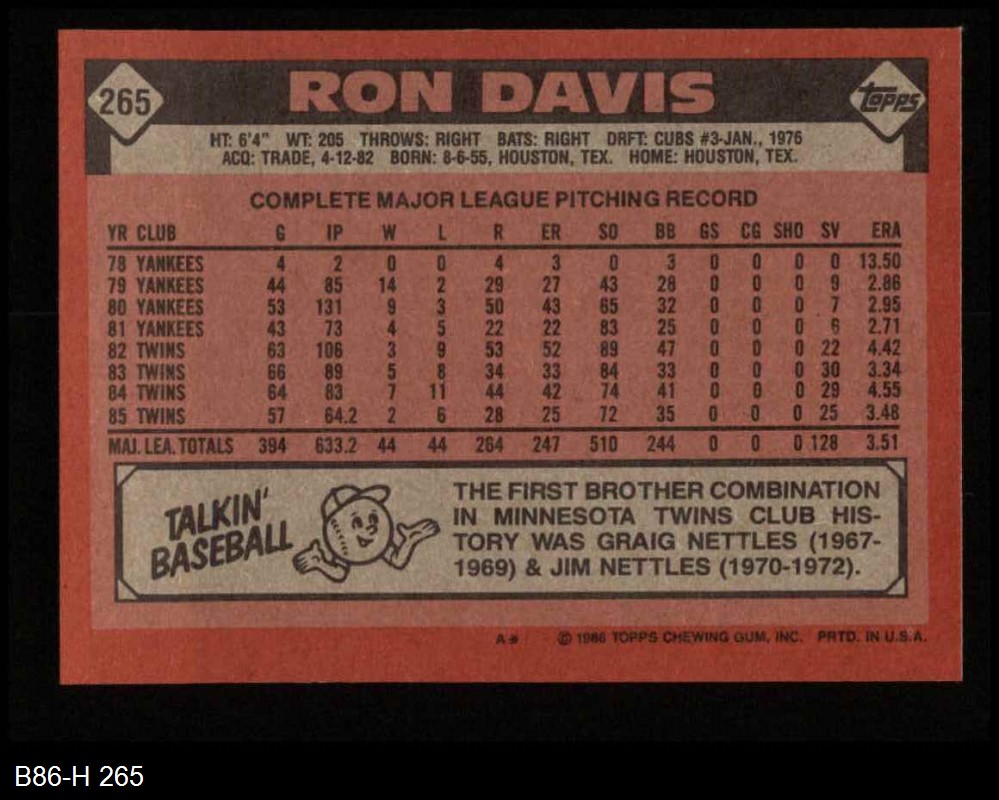 265 RON DAVIS topps
HT: 6'4" WT: 205 THROWS: RIGHT BATS: RIGHT DRFT: CUBS #3-JAN., 1976
ACQ: TRADE, 4-12-82 BORN: 8-6-55, HOUSTON, TEX. HOME: HOUSTON, TEX.
COMPLETE MAJOR LEAGUE PITCHING RECORD
YR CLUB G IP W L R ER SO BB GS CG SHO SV ERA
78 YANKEES 4 2 0 0 4 3 0 3 0 0 0 0 13.50
79 YANKEES 44 85 14 2 29 27 43 28 0 0 0 9 2.86
80 YANKEES 53 131 9 3 50 43 65 32 0 0 0 7 2.95
81 YANKEES 43 73 4 5 22 22 83 25 0 0 0 6 2.71
82 TWINS 63 106 3 9 53 52 89 47 0 0 0 22 4.42
83 TWINS 66 89 5 8 34 33 84 33 0 0 0 30 3.34
84 TWINS 64 83 7 11 44 42 74 41 0 0 0 29 4.55
85 TWINS 57 64.2 2 6 28 25 72 35 0 0 0 25 3.48
MAJ. LEA. TOTALS 394 633.2 44 44 264 247 510 244 0 0 0 128 3.51
TALKIN'
BASEBALL
THE FIRST BROTHER COMBINATION
IN MINNESOTA TWINS CLUB HIS-
TORY WAS GRAIG NETTLES (1967-
1969) & JIM NETTLES (1970-1972).
A* © 1986 TOPPS CHEWING GUM, INC. PRTD. IN U.S.A.
B86-H 265